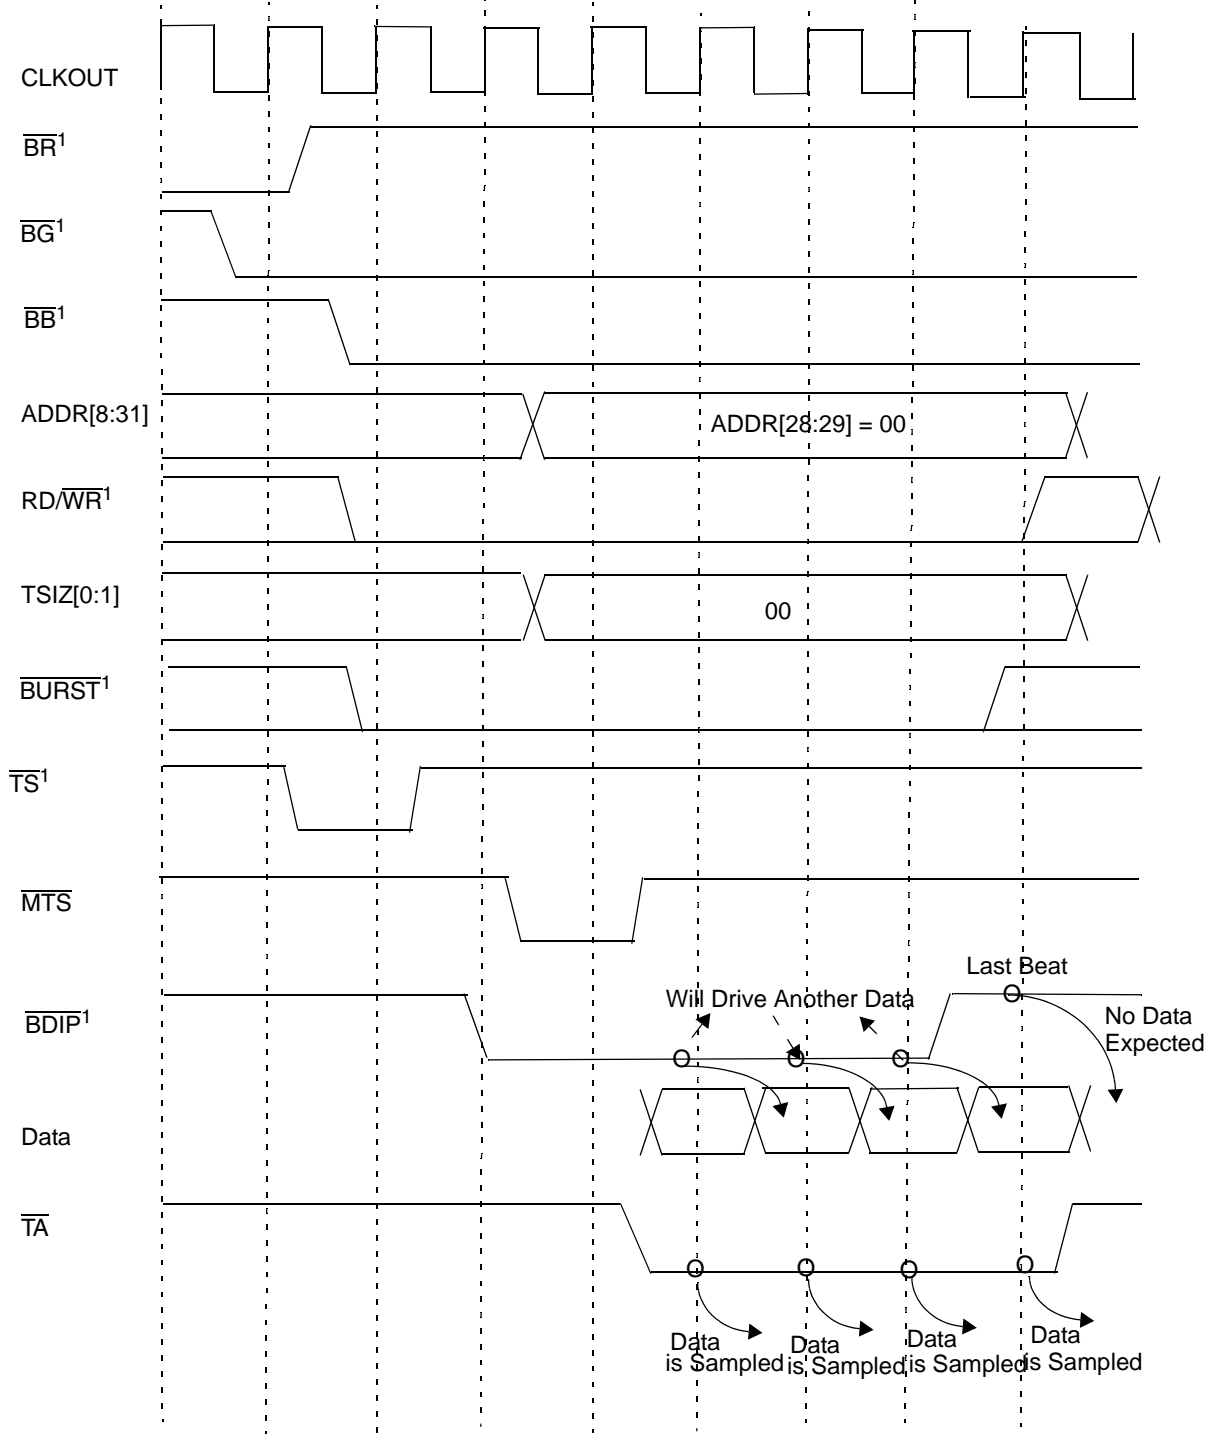 CLKOUT
BR¹
BG¹
BB¹
ADDR[8:31]
ADDR[28:29] = 00
RD/WR¹
TSIZ[0:1]
00
BURST¹
TS¹
MTS
Last Beat
BDIP¹
Will Drive Another Data
No Data
Expected
Data
TA
Data
is Sampled
Data
is Sampled
Data
is Sampled
Data
is Sampled